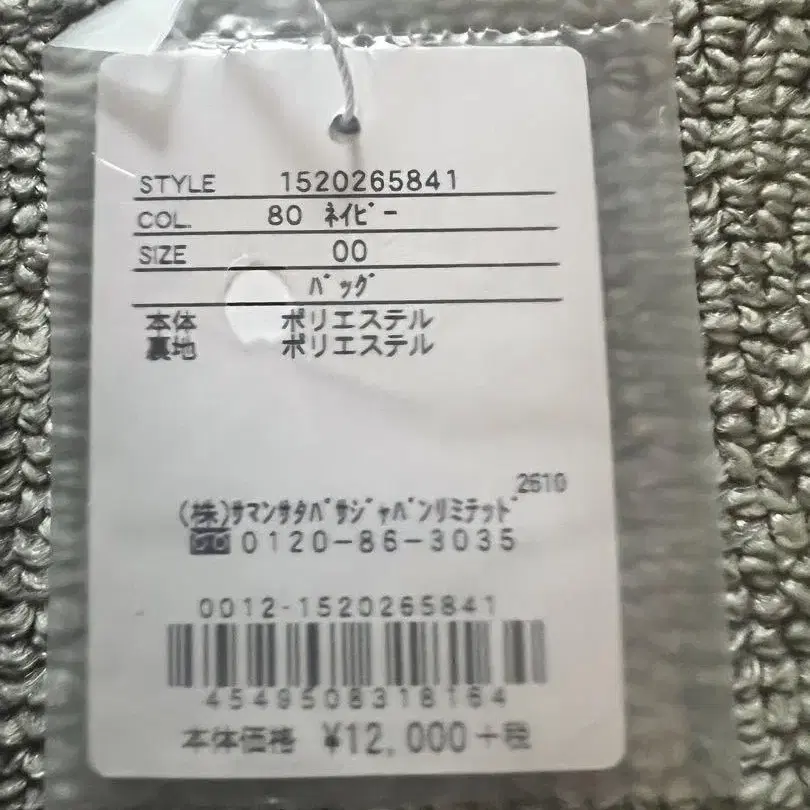 STYLE 1520265841
COL. 80 ﾈｲﾋﾞｰ
SIZE 00
ﾊﾞｯｸﾞ
本体 ポリエステル
裏地 ポリエステル
2610
(株)ｻﾏﾝｻﾀﾊﾞｻｼﾞｬﾊﾟﾝﾘﾐﾃｯﾄﾞ
0120-86-3035
0012-1520265841
4549508318164
本体価格 ¥12,000+税